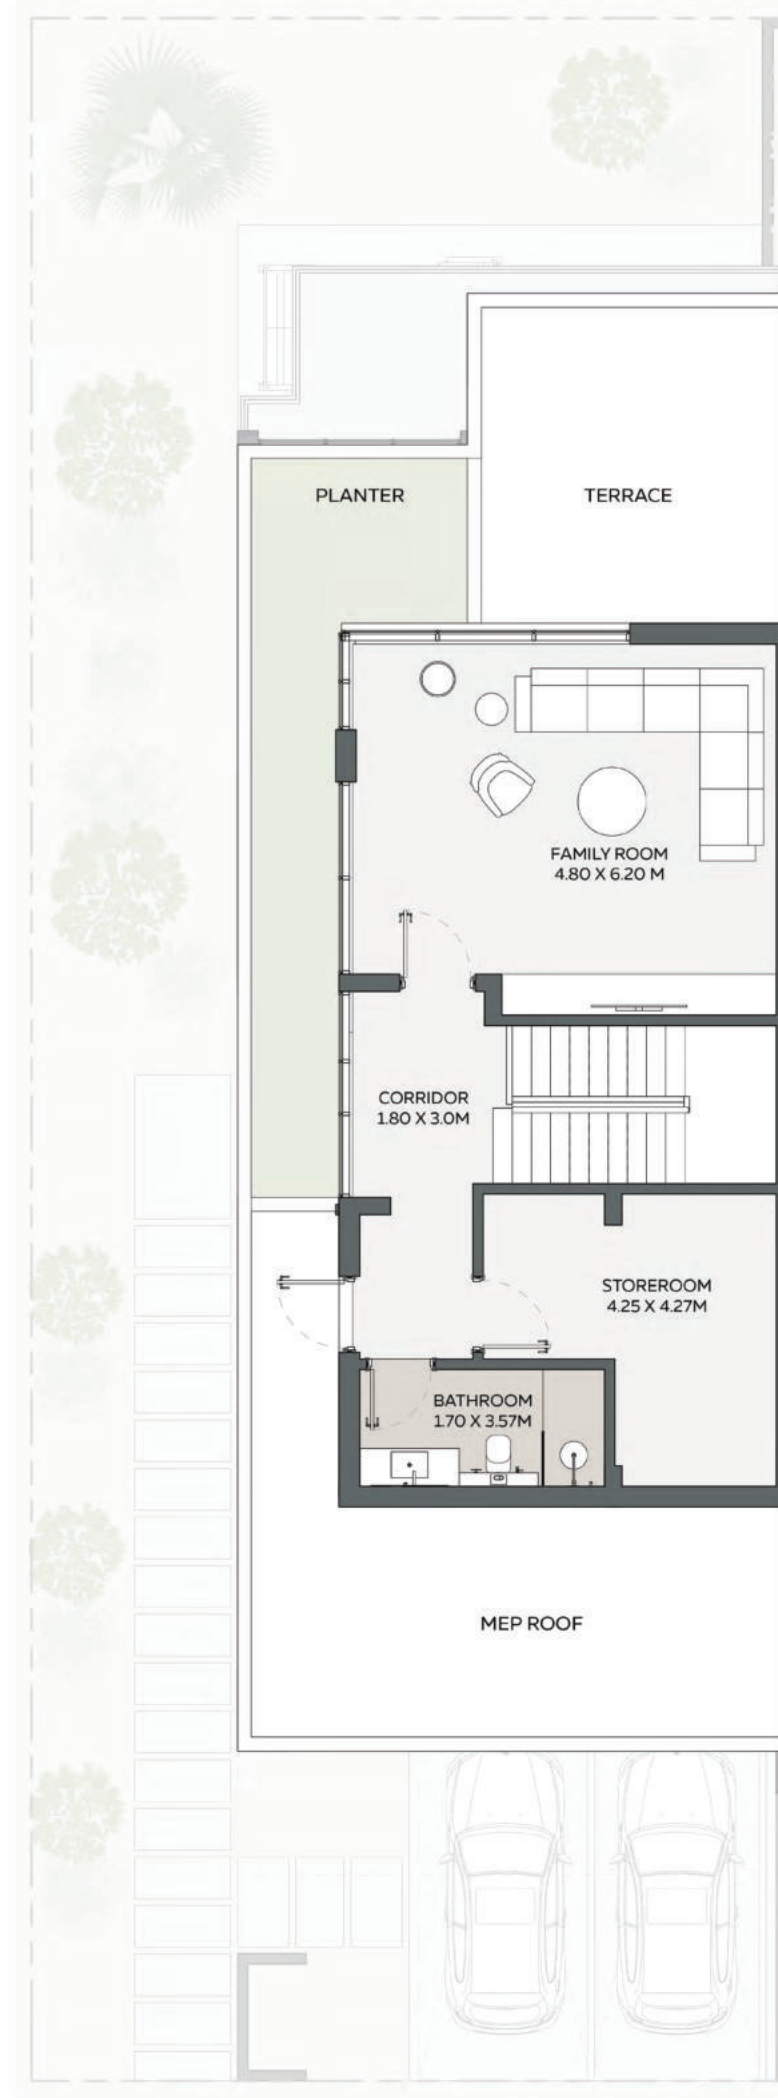 PLANTER
TERRACE
FAMILY ROOM
4.80 X 6.20 M
CORRIDOR
1.80 X 3.0M
STOREROOM
4.25 X 4.27M
BATHROOM
1.70 X 3.57M
MEP ROOF